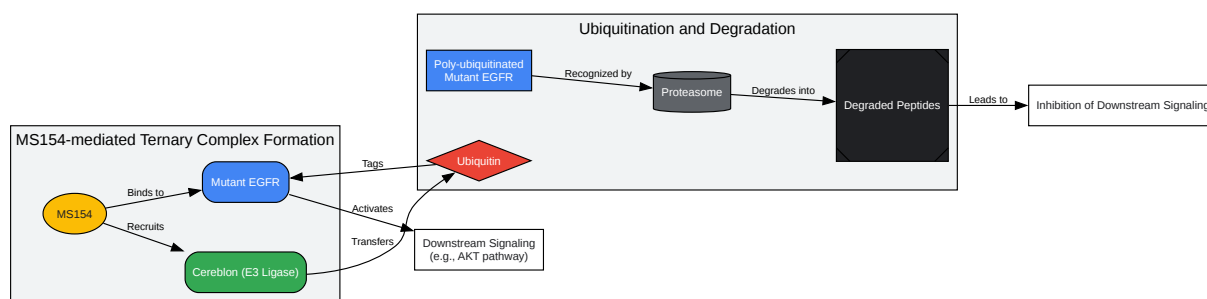 Ubiquitination and Degradation
Poly-ubiquitinated
Mutant EGFR
Recognized by
Proteasome
Degrades into
Degraded Peptides
Leads to
Inhibition of Downstream Signaling
MS154-mediated Ternary Complex Formation
Ubiquitin
Tags
Mutant EGFR
Binds to
MS154
Recruits
Activates
Transfers
Downstream Signaling
(e.g., AKT pathway)
Cereblon (E3 Ligase)